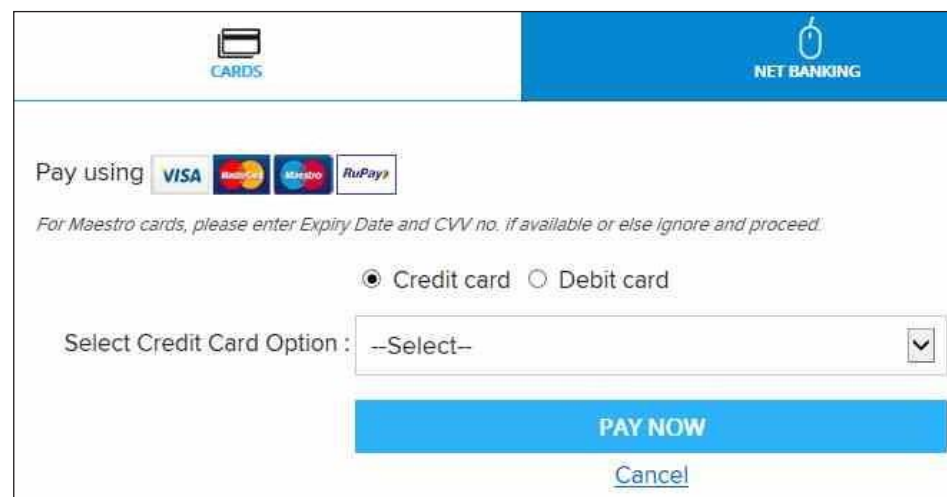 CARDS
NET BANKING
Pay using VISA MasterCard Maestro RuPay
For Maestro cards, please enter Expiry Date and CVV no. if available or else ignore and proceed.
Credit card Debit card
Select Credit Card Option : --Select--
PAY NOW
Cancel